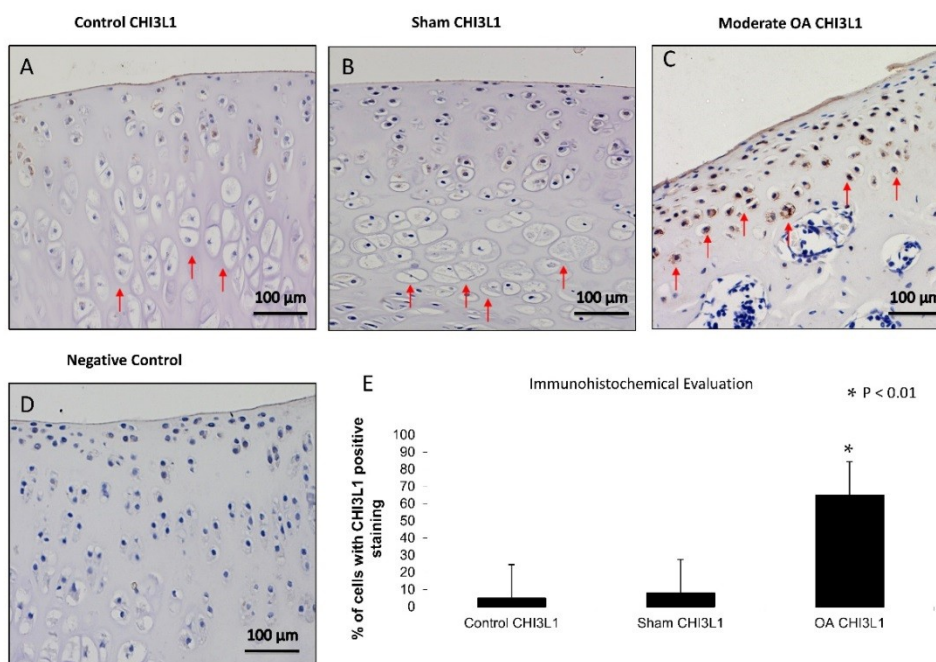 Control CHI3L1
Sham CHI3L1
Moderate OA CHI3L1
A
B
C
100 µm
100 µm
100 µm
Negative Control
D
100 µm
E
Immunohistochemical Evaluation
* P < 0.01
% of cells with CHI3L1 positive
staining
100
90
80
70
60
50
40
30
20
10
0
*
Control CHI3L1
Sham CHI3L1
OA CHI3L1